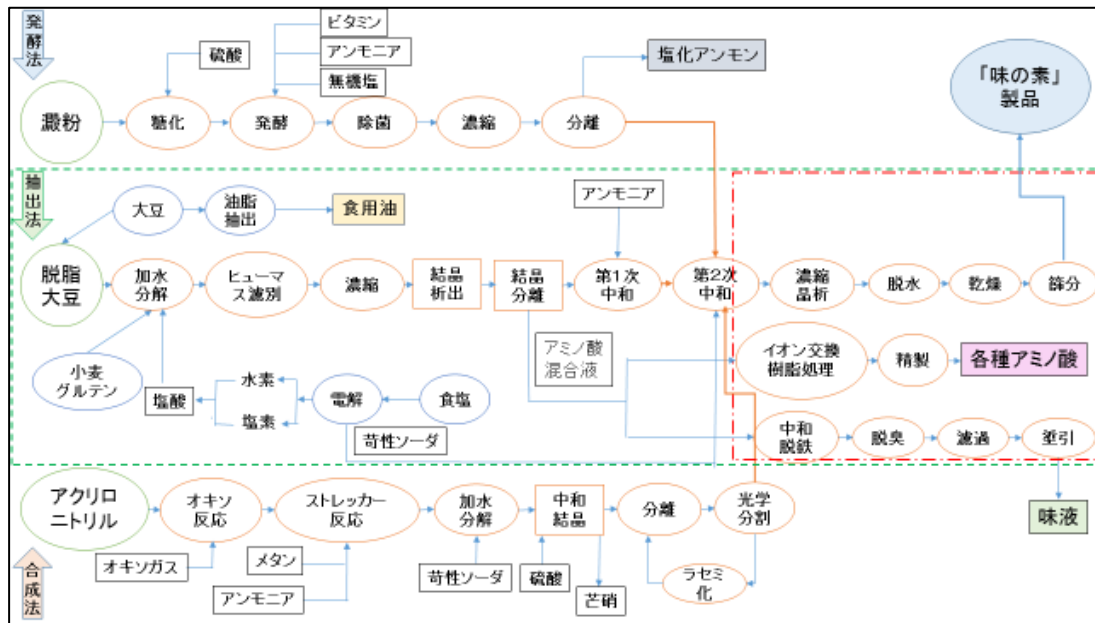 発酵法
ビタミン
硫酸
アンモニア
無機塩
塩化アンモン
「味の素」
製品
澱粉
糖化
発酵
除菌
濃縮
分離
抽出法
大豆
油脂
抽出
食用油
アンモニア
脱脂
大豆
加水
分解
ヒューマ
ス濾別
濃縮
結晶
析出
結晶
分離
第1次
中和
第2次
中和
濃縮
晶析
脱水
乾燥
篩分
小麦
グルテン
アミノ酸
混合液
イオン交換
樹脂処理
精製
各種アミノ酸
塩酸
水素
塩素
電解
食塩
苛性ソーダ
中和
脱鉄
脱臭
濾過
壜引
アクリロ
ニトリル
オキソ
反応
ストレッカー
反応
加水
分解
中和
結晶
分離
光学
分割
味液
オキソガス
メタン
アンモニア
苛性ソーダ
硫酸
芒硝
ラセミ
化
合成法